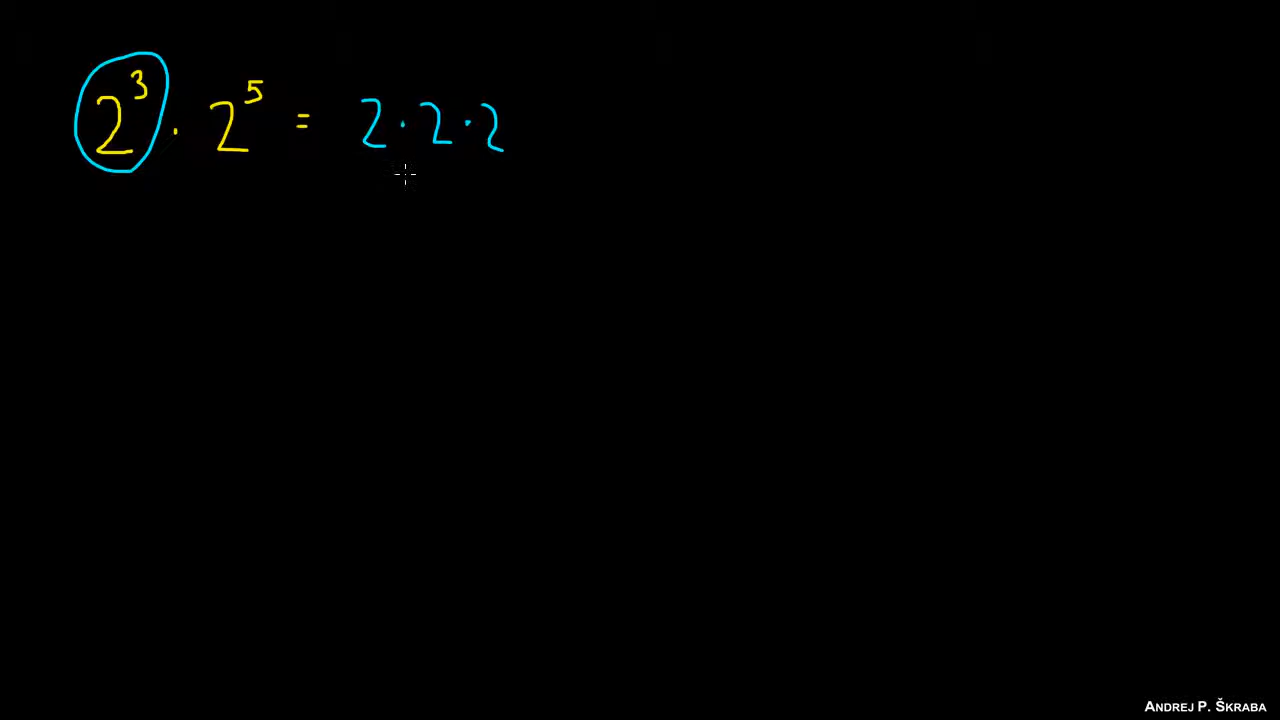 2³ · 2⁵ = 2 · 2 · 2
ANDREJ P. ŠKRABA